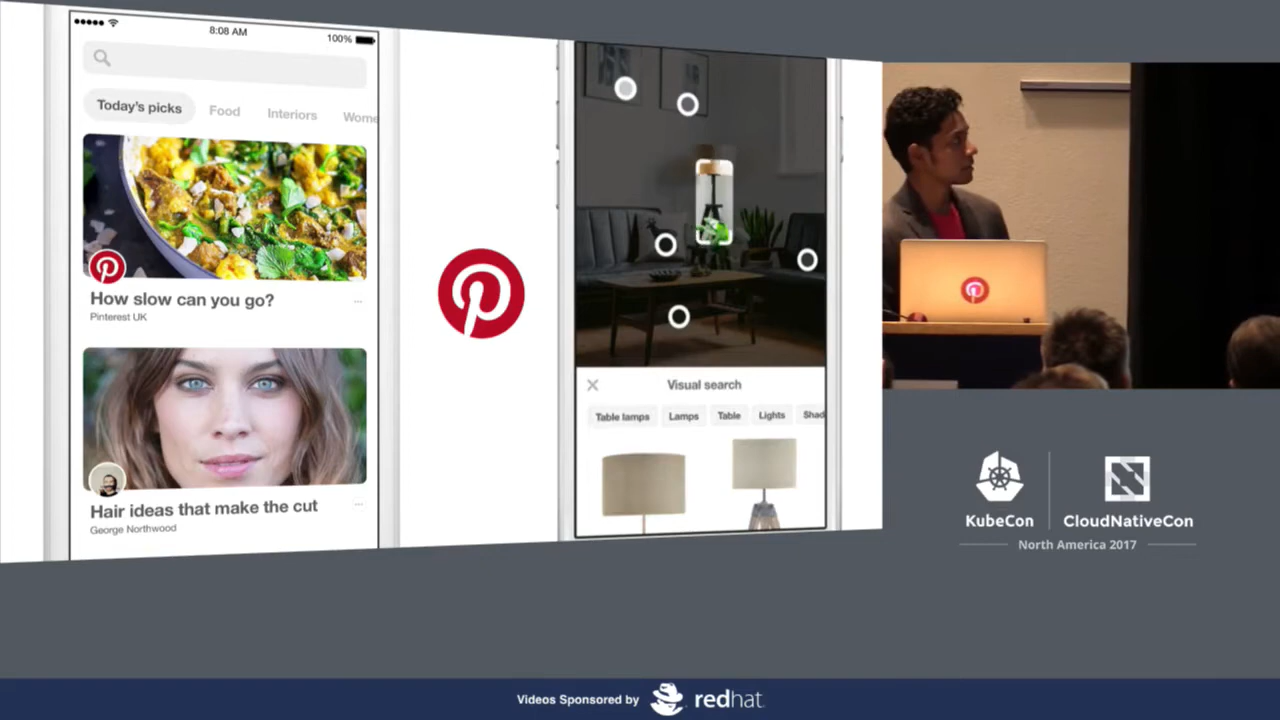 8:08 AM
100%
Today's picks
Food
Interiors
Wome
How slow can you go?
Pinterest UK
Hair ideas that make the cut
George Northwood
Visual search
Table lamps
Lamps
Table
Lights
Shad
KubeCon
CloudNativeCon
North America 2017
Videos Sponsored by
redhat